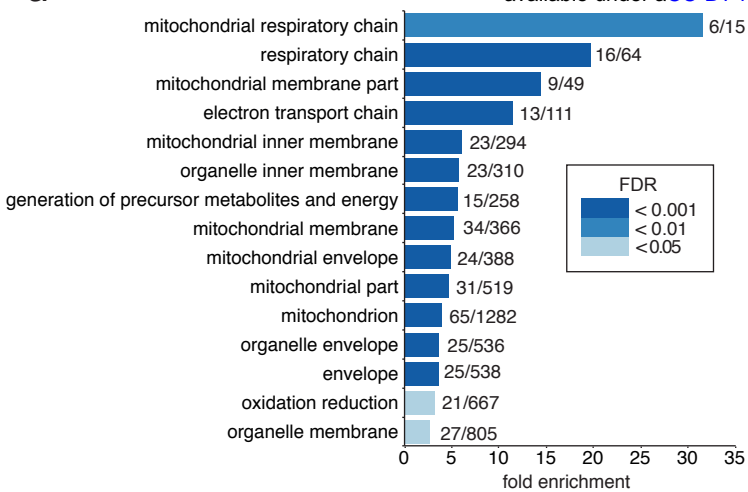 mitochondrial respiratory chain 6/15
respiratory chain 16/64
mitochondrial membrane part 9/49
electron transport chain 13/111
mitochondrial inner membrane 23/294
organelle inner membrane 23/310
generation of precursor metabolites and energy 15/258
mitochondrial membrane 34/366
mitochondrial envelope 24/388
mitochondrial part 31/519
mitochondrion 65/1282
organelle envelope 25/536
envelope 25/538
oxidation reduction 21/667
organelle membrane 27/805
FDR
< 0.001
< 0.01
<0.05
0 5 10 15 20 25 30 35
fold enrichment